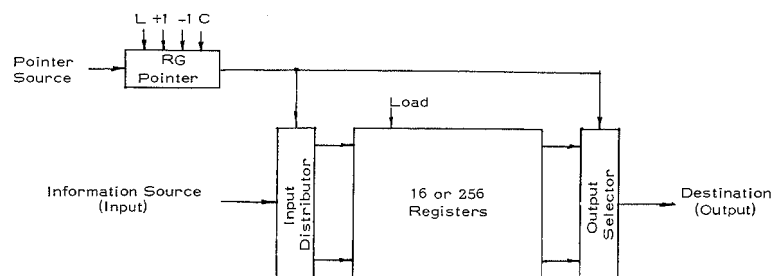 L +1 -1 C
RG
Pointer
Pointer
Source
Load
Input
Distributor
16 or 256
Registers
Output
Selector
Information Source
(Input)
Destination
(Output)